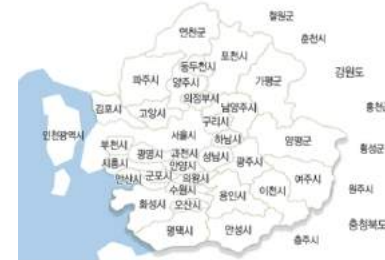 철원군
연천군
춘천시
포천시
동두천시
강원도
파주시
양주시
가평군
의정부시
김포시
고양시
남양주시
구리시
인천광역시
서울시
하남시
양평군
부천시
광명시
과천시
성남시
광주시
시흥시
안양시
횡성군
안산시
군포시
의왕시
여주시
수원시
용인시
이천시
원주시
화성시
오산시
평택시
안성시
충청북도
충주시